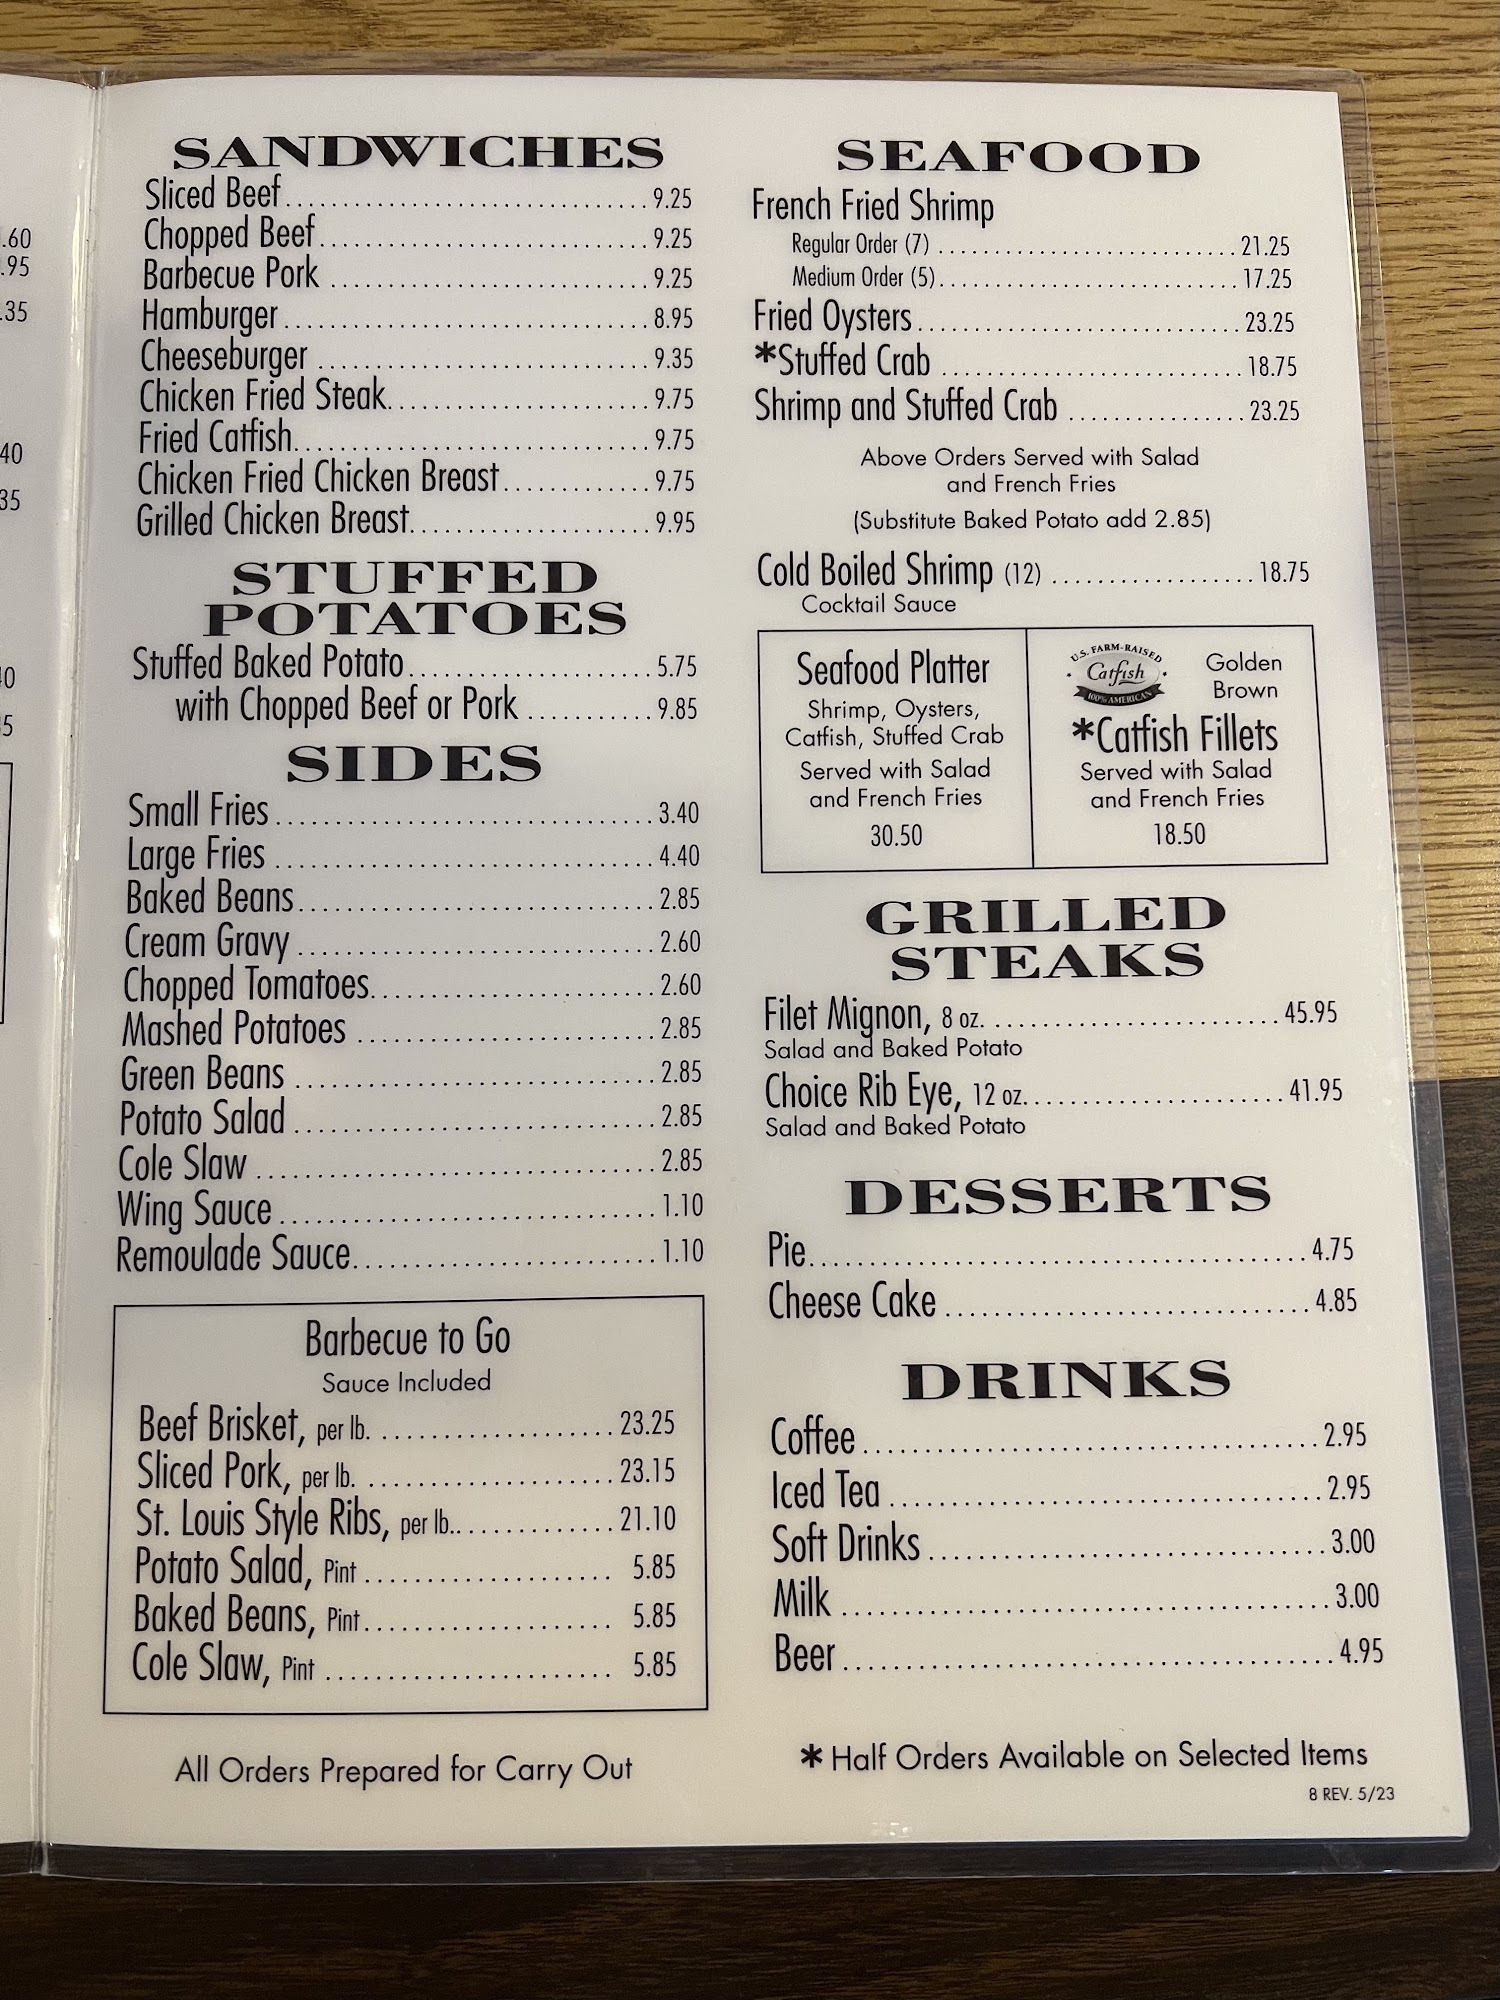 .60
.95
.35
40
35
SANDWICHES
Sliced Beef 9.25
Chopped Beef 9.25
Barbecue Pork 9.25
Hamburger 8.95
Cheeseburger 9.35
Chicken Fried Steak 9.75
Fried Catfish 9.75
Chicken Fried Chicken Breast 9.75
Grilled Chicken Breast 9.95
STUFFED
POTATOES
Stuffed Baked Potato 5.75
with Chopped Beef or Pork 9.85
SIDES
Small Fries 3.40
Large Fries 4.40
Baked Beans 2.85
Cream Gravy 2.60
Chopped Tomatoes 2.60
Mashed Potatoes 2.85
Green Beans 2.85
Potato Salad 2.85
Cole Slaw 2.85
Wing Sauce 1.10
Remoulade Sauce 1.10
Barbecue to Go
Sauce Included
Beef Brisket, per lb. 23.25
Sliced Pork, per lb. 23.15
St. Louis Style Ribs, per lb. 21.10
Potato Salad, Pint 5.85
Baked Beans, Pint 5.85
Cole Slaw, Pint 5.85
All Orders Prepared for Carry Out
SEAFOOD
French Fried Shrimp
Regular Order (7) 21.25
Medium Order (5) 17.25
Fried Oysters 23.25
*Stuffed Crab 18.75
Shrimp and Stuffed Crab 23.25
Above Orders Served with Salad
and French Fries
(Substitute Baked Potato add 2.85)
Cold Boiled Shrimp (12) 18.75
Cocktail Sauce
Seafood Platter
Shrimp, Oysters,
Catfish, Stuffed Crab
Served with Salad
and French Fries
30.50
U.S. FARM-RAISED
Catfish
100% AMERICAN
Golden
Brown
*Catfish Fillets
Served with Salad
and French Fries
18.50
GRILLED
STEAKS
Filet Mignon, 8 oz. 45.95
Salad and Baked Potato
Choice Rib Eye, 12 oz. 41.95
Salad and Baked Potato
DESSERTS
Pie 4.75
Cheese Cake 4.85
DRINKS
Coffee 2.95
Iced Tea 2.95
Soft Drinks 3.00
Milk 3.00
Beer 4.95
* Half Orders Available on Selected Items
8 REV. 5/23